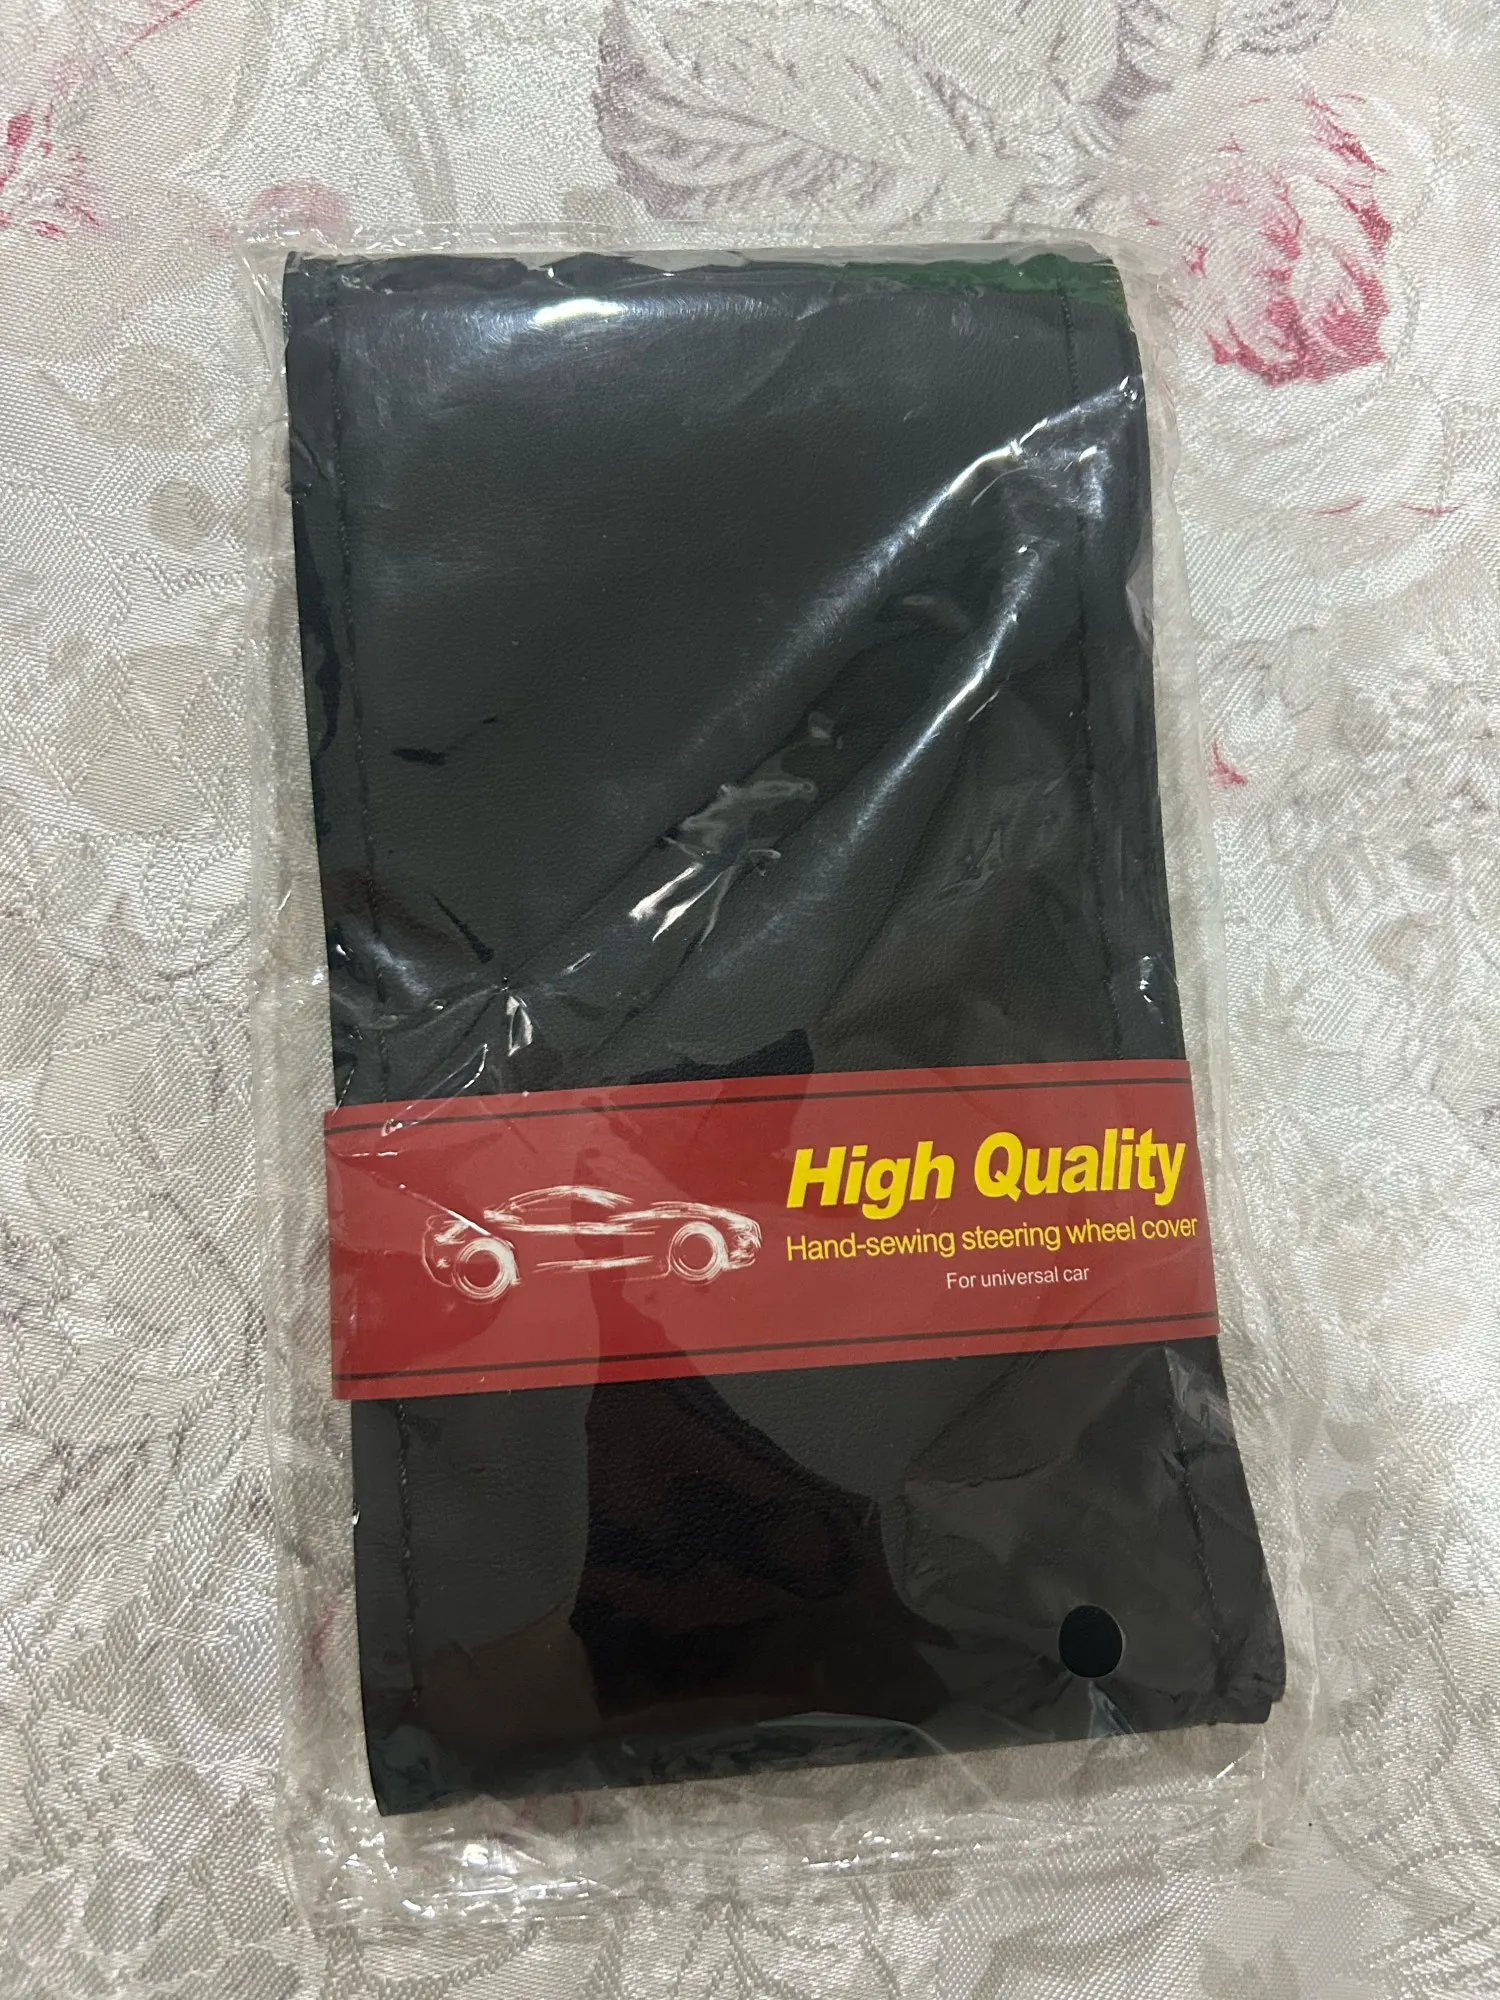 High Quality
Hand-sewing steering wheel cover
For universal car